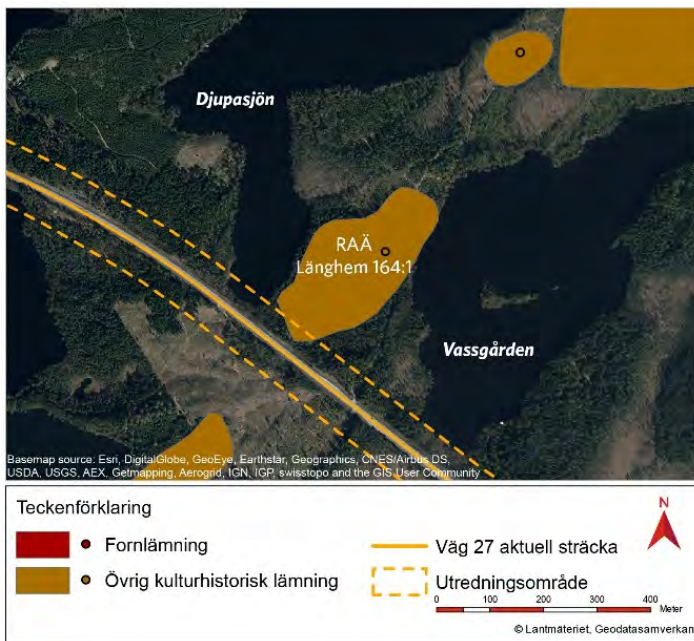 Djupasjön
RAÄ
Länghem 164:1
Vassgården
Basemap source: Esri, DigitalGlobe, GeoEye, Earthstar, Geographics, CNES/Airbus DS,
USDA, USGS, AEX, Getmapping, Aerogrid, IGN, IGP, swisstopo and the GIS User Community
Teckenförklaring
Fornlämning
Övrig kulturhistorisk lämning
Väg 27 aktuell sträcka
Utredningsområde
N
0 100 200 300 400
Meter
© Lantmäteriet, Geodatasamverkan